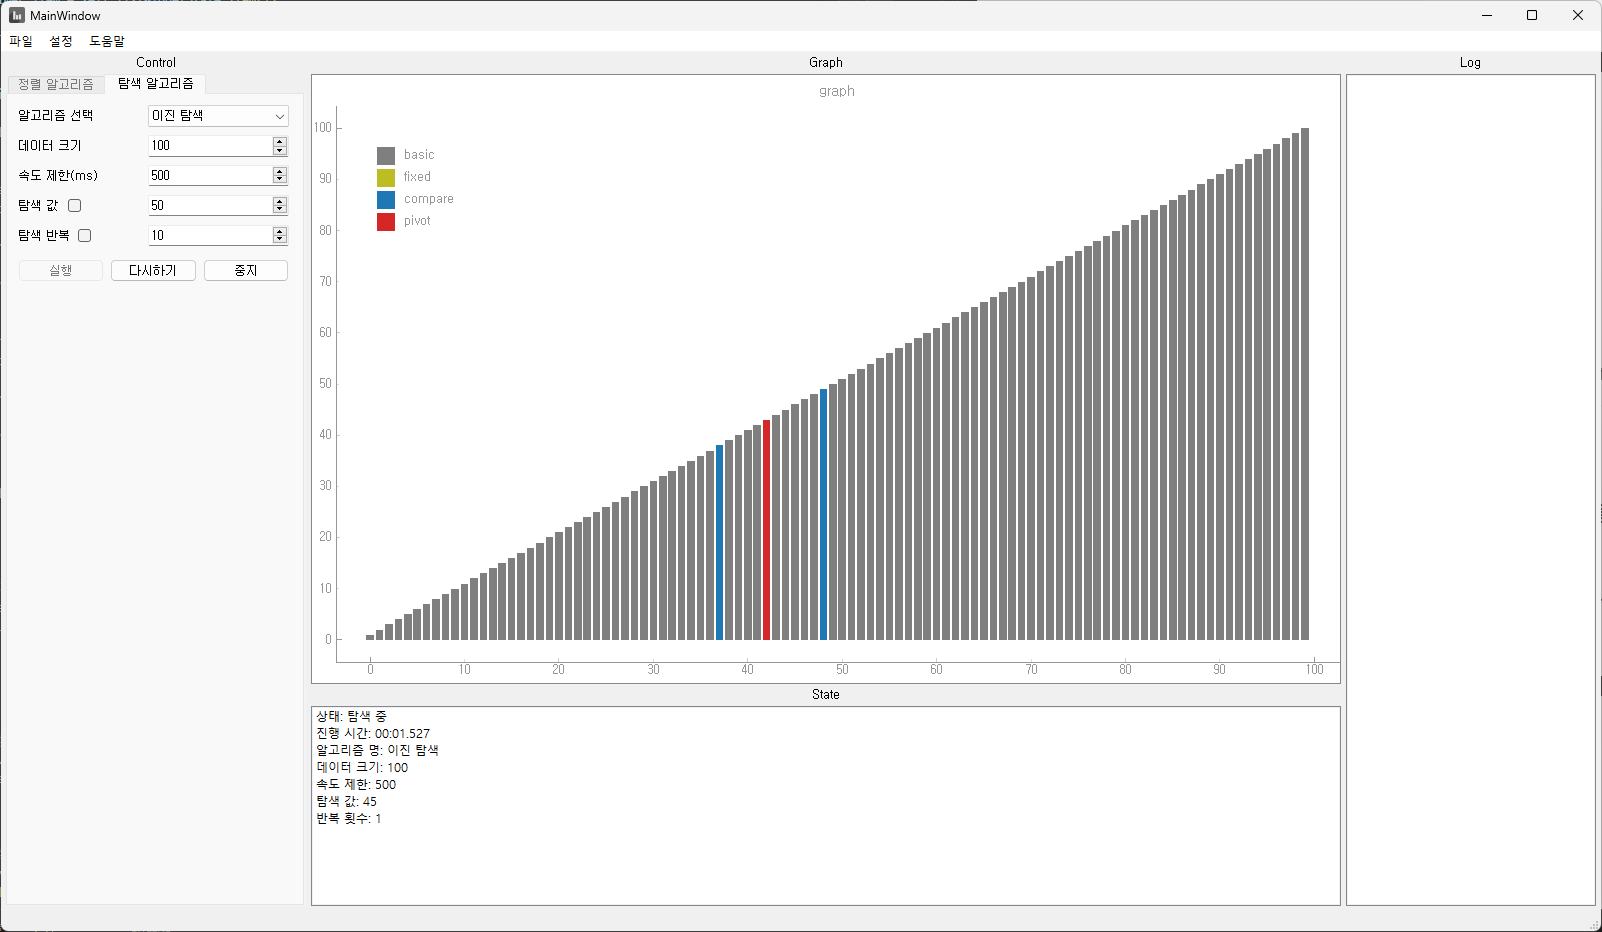 MainWindow
파일 설정 도움말
Control
정렬 알고리즘 탐색 알고리즘
알고리즘 선택 이진 탐색
데이터 크기 100
속도 제한(ms) 500
탐색 값 50
탐색 반복 10
실행 다시하기 중지
Graph
graph
basic
fixed
compare
pivot
100
90
80
70
60
50
40
30
20
10
0
0 10 20 30 40 50 60 70 80 90 100
State
상태: 탐색 중
진행 시간: 00:01.527
알고리즘 명: 이진 탐색
데이터 크기: 100
속도 제한: 500
탐색 값: 45
반복 횟수: 1
Log